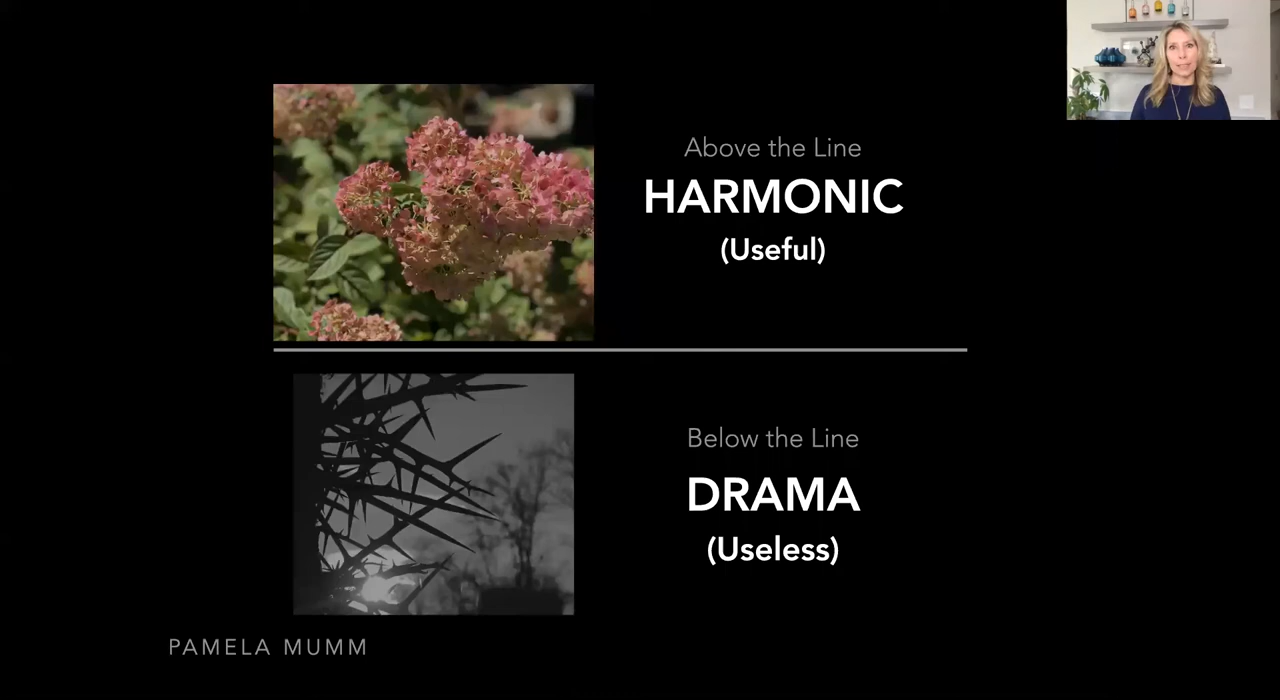 Above the Line
HARMONIC
(Useful)
Below the Line
DRAMA
(Useless)
PAMELA MUMM